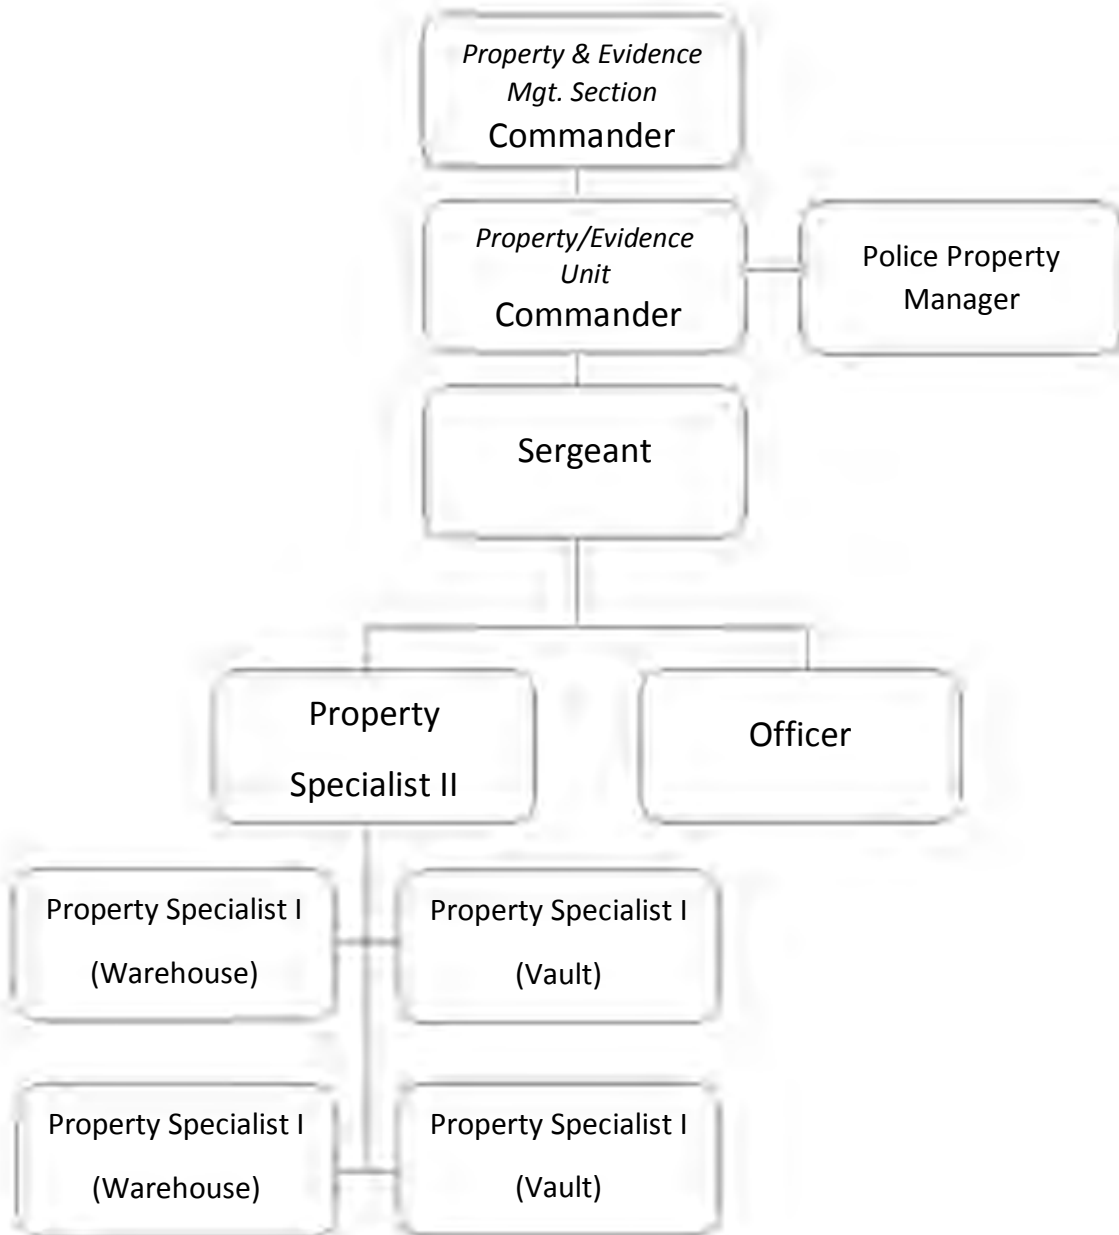 Property & Evidence
Mgt. Section
Commander
Property/Evidence
Unit
Commander
Police Property
Manager
Sergeant
Property
Specialist II
Officer
Property Specialist I
(Warehouse)
Property Specialist I
(Vault)
Property Specialist I
(Warehouse)
Property Specialist I
(Vault)